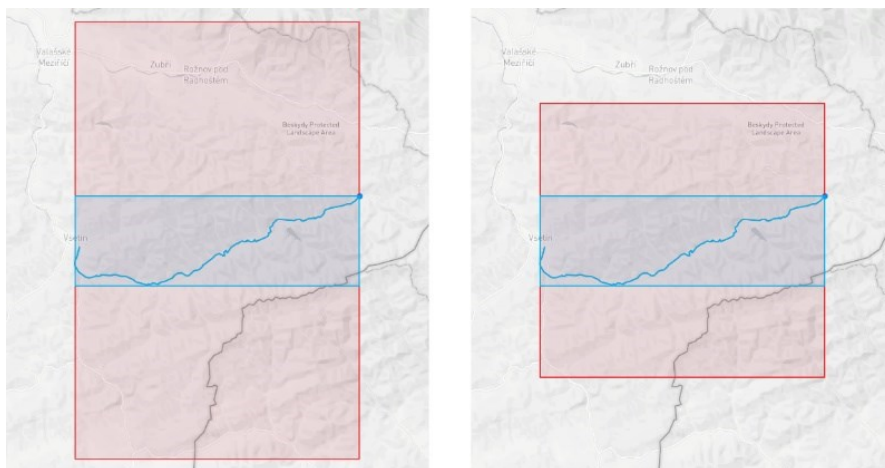 Valašské
Meziříčí
Zubří
Rožnov pod
Radhoštěm
Beskydy Protected
Landscape Area
Vsetín
Valašské
Meziříčí
Zubří
Rožnov pod
Radhoštěm
Beskydy Protected
Landscape Area
Vsetín